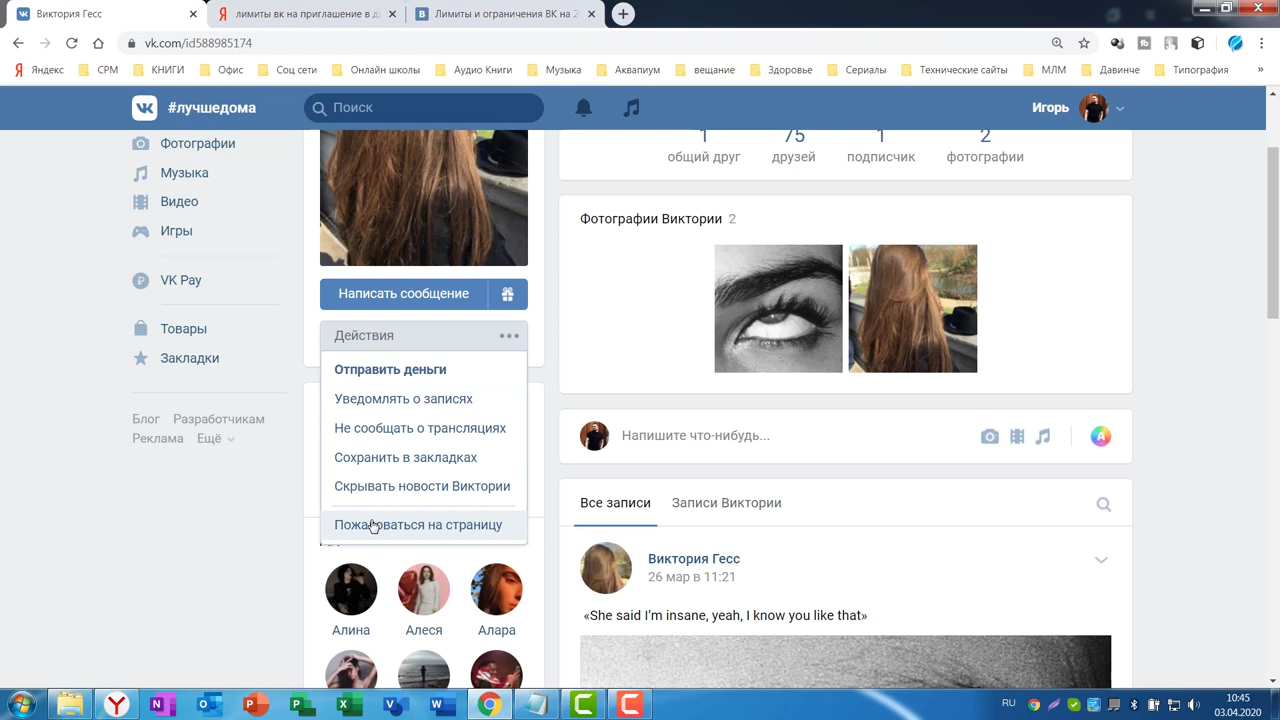 Виктория Гесс
лимиты вк на приглашение в д
Лимиты и ограничения ВК на 2
vk.com/id588985174
Яндекс
СРМ
КНИГИ
Офис
Соц сети
Онлайн школы
Аудио Книги
Музыка
Аквапиум
вещание
Здоровье
Сериалы
Технические сайты
МЛМ
Давинче
Типография
»
#лучшедома
Поиск
Игорь
Фотографии
Музыка
Видео
Игры
VK Pay
Товары
Закладки
Блог Разработчикам
Реклама Ещё
Написать сообщение
Действия
Отправить деньги
Уведомлять о записях
Не сообщать о трансляциях
Сохранить в закладках
Скрывать новости Виктории
Пожаловаться на страницу
Алина Алеся Алара
1 75 1 2
общий друг друзей подписчик фотографии
Фотографии Виктории 2
Напишите что-нибудь...
Все записи Записи Виктории
Виктория Гесс
26 мар в 11:21
«She said I’m insane, yeah, I know you like that»
RU
10:45
03.04.2020